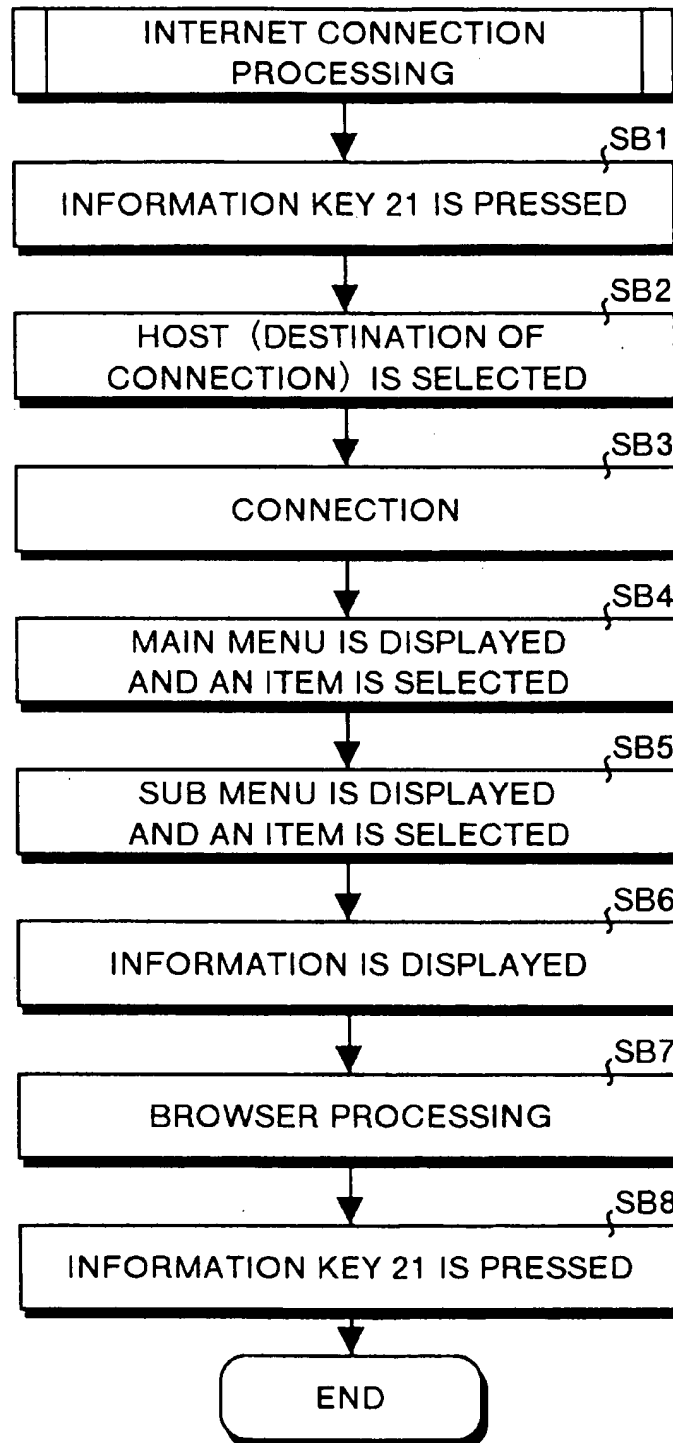 INTERNET CONNECTION
PROCESSING
SB1
INFORMATION KEY 21 IS PRESSED
SB2
HOST (DESTINATION OF
CONNECTION) IS SELECTED
SB3
CONNECTION
SB4
MAIN MENU IS DISPLAYED
AND AN ITEM IS SELECTED
SB5
SUB MENU IS DISPLAYED
AND AN ITEM IS SELECTED
SB6
INFORMATION IS DISPLAYED
SB7
BROWSER PROCESSING
SB8
INFORMATION KEY 21 IS PRESSED
END